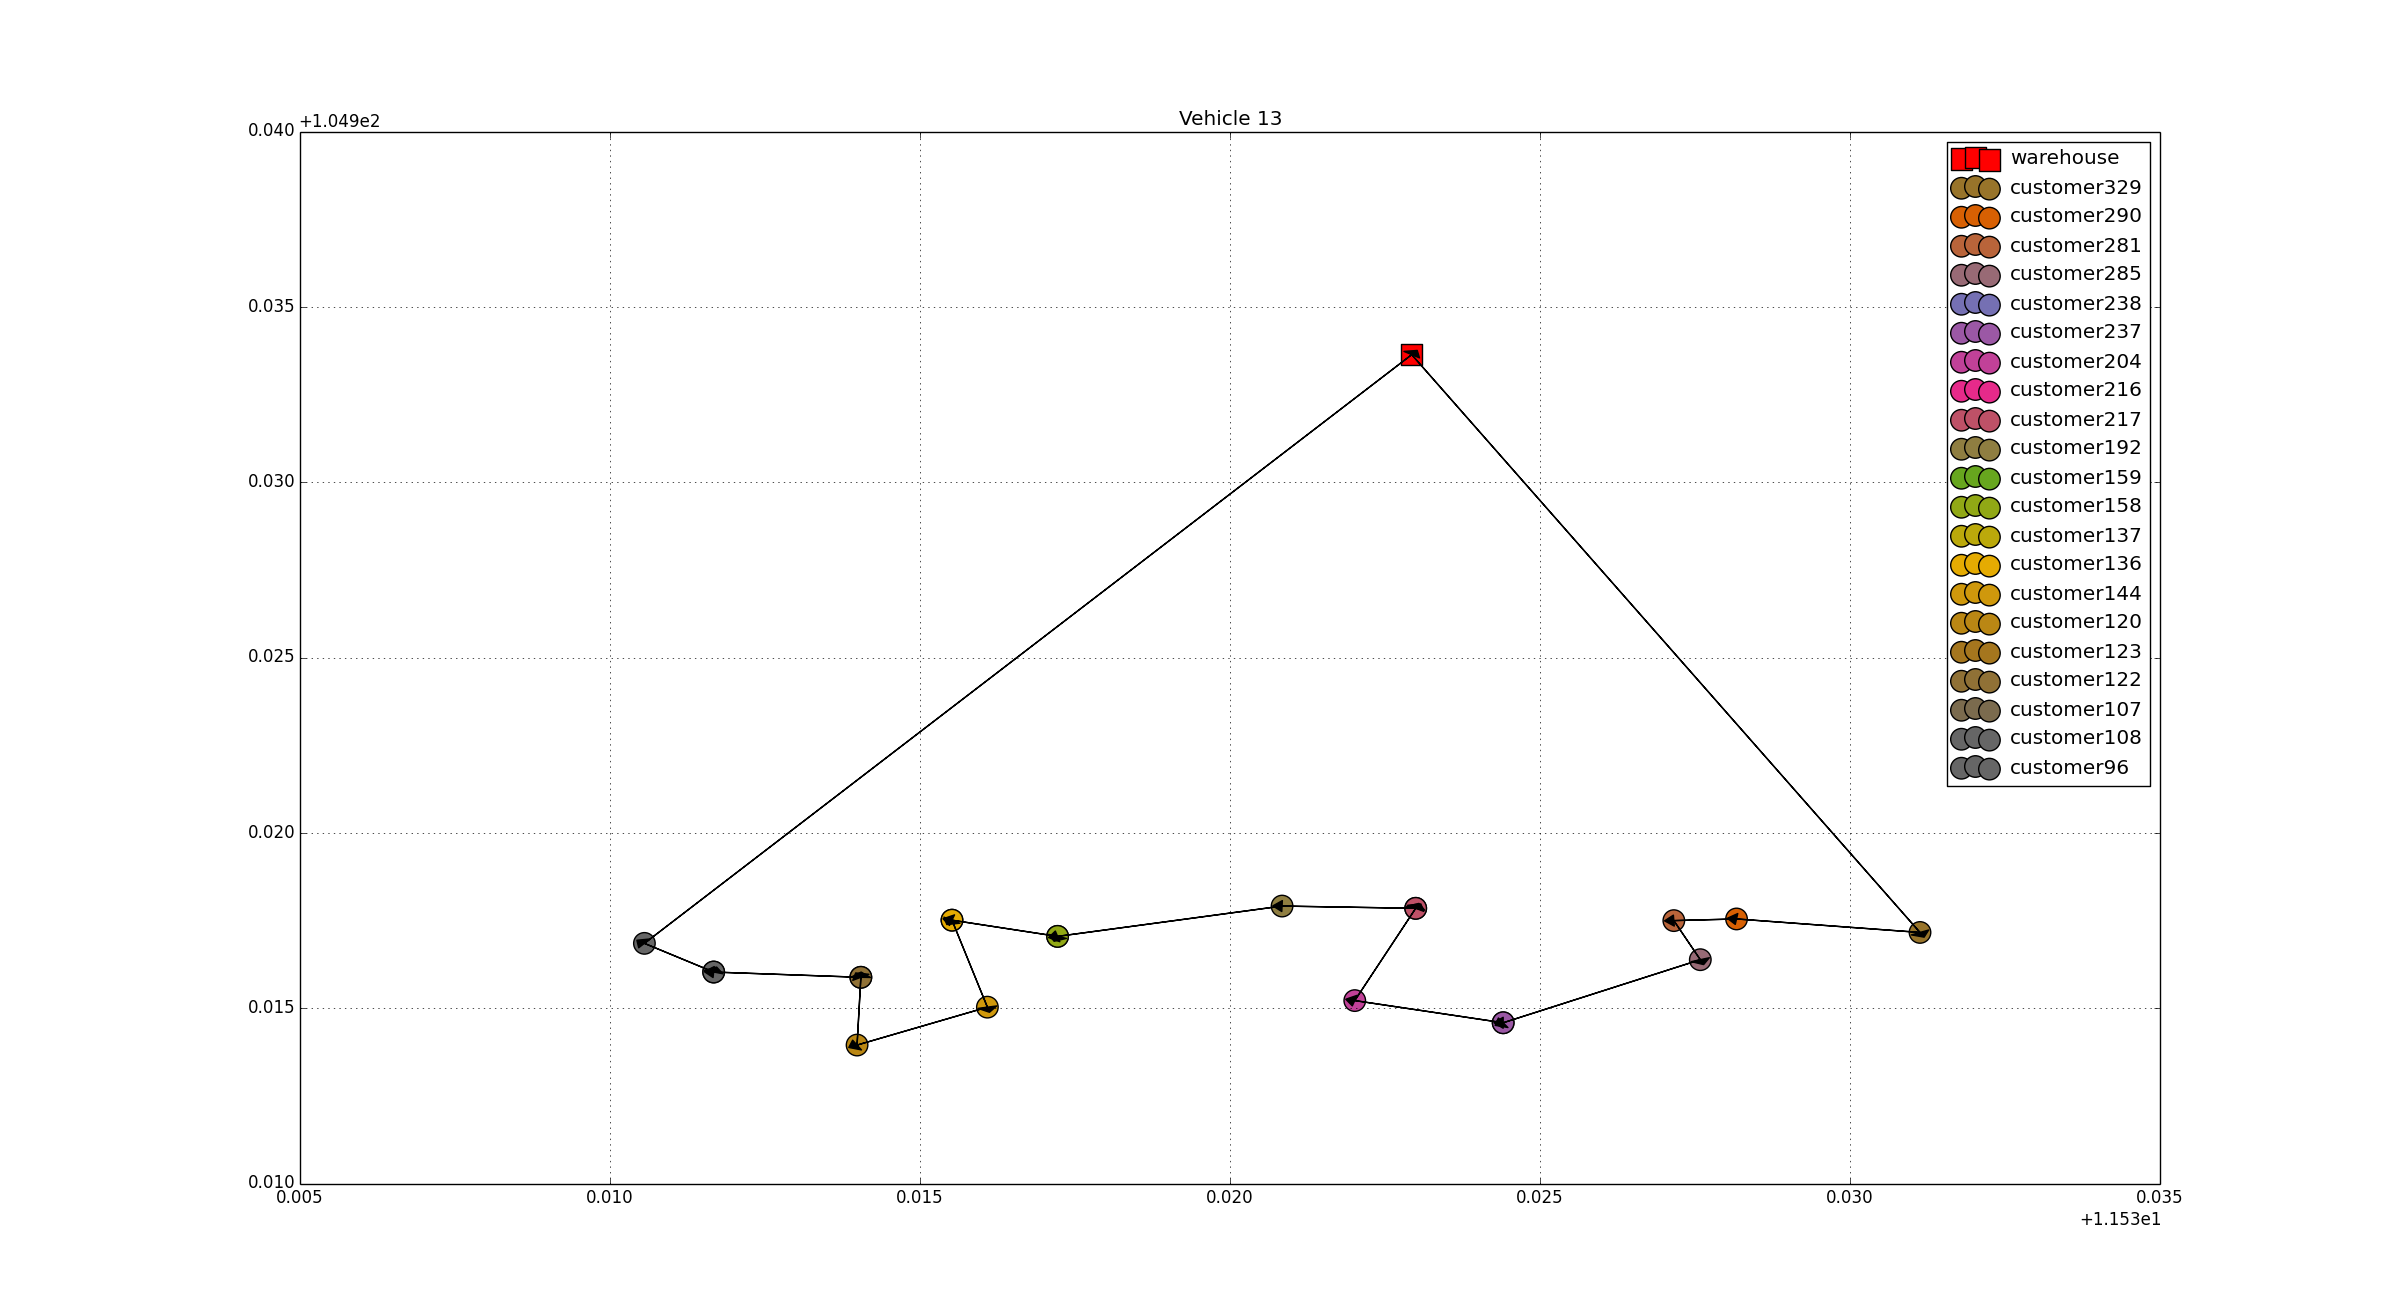 Vehicle 13
+1.049e2
0.040
0.035
0.030
0.025
0.020
0.015
0.010
0.005
0.010
0.015
0.020
0.025
0.030
0.035
+1.153e1
warehouse
customer329
customer290
customer281
customer285
customer238
customer237
customer204
customer216
customer217
customer192
customer159
customer158
customer137
customer136
customer144
customer120
customer123
customer122
customer107
customer108
customer96